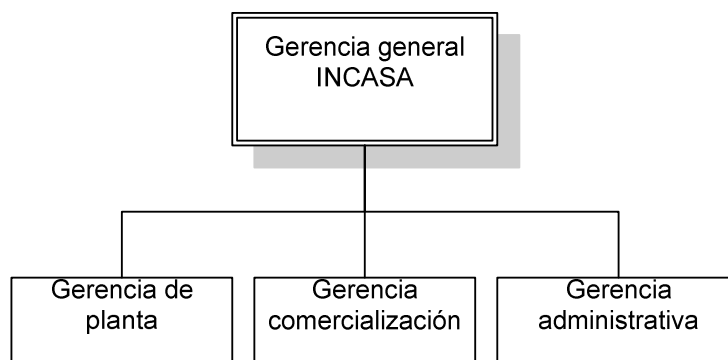 Gerencia general
INCASA
Gerencia de
planta
Gerencia
comercialización
Gerencia
administrativa